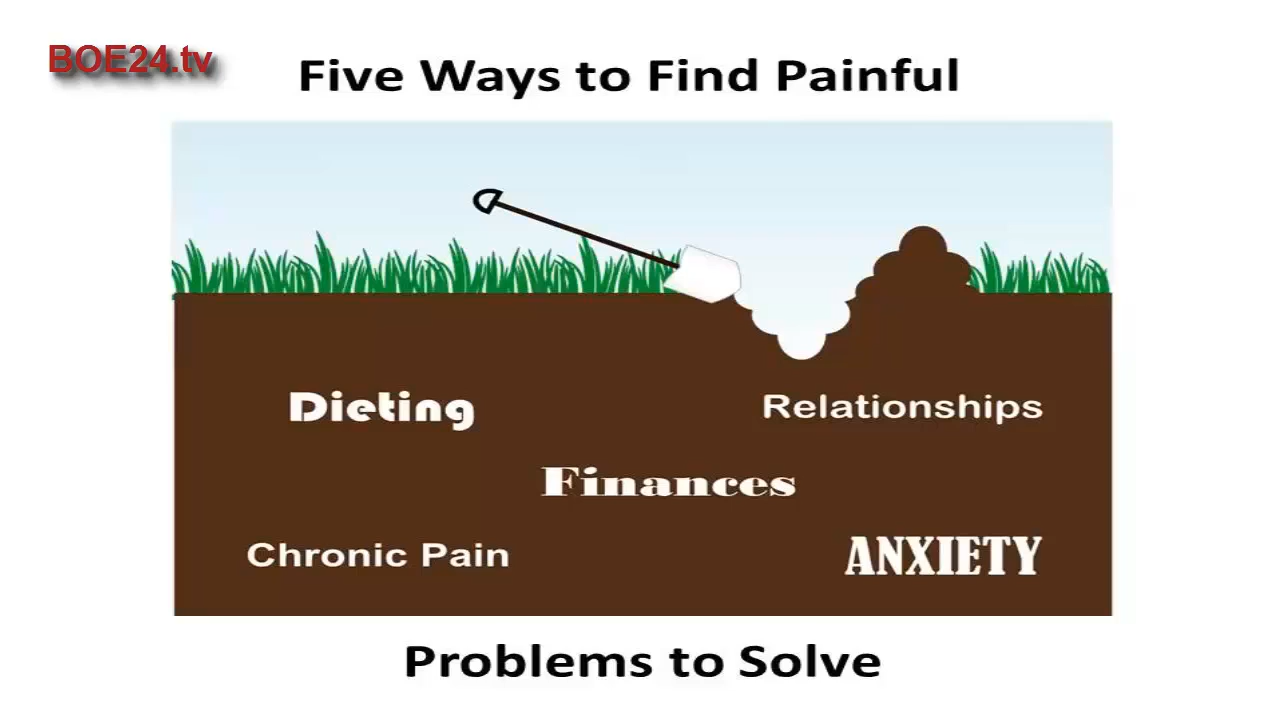 BOE24.tv
Five Ways to Find Painful
Dieting
Relationships
Finances
Chronic Pain
ANXIETY
Problems to Solve